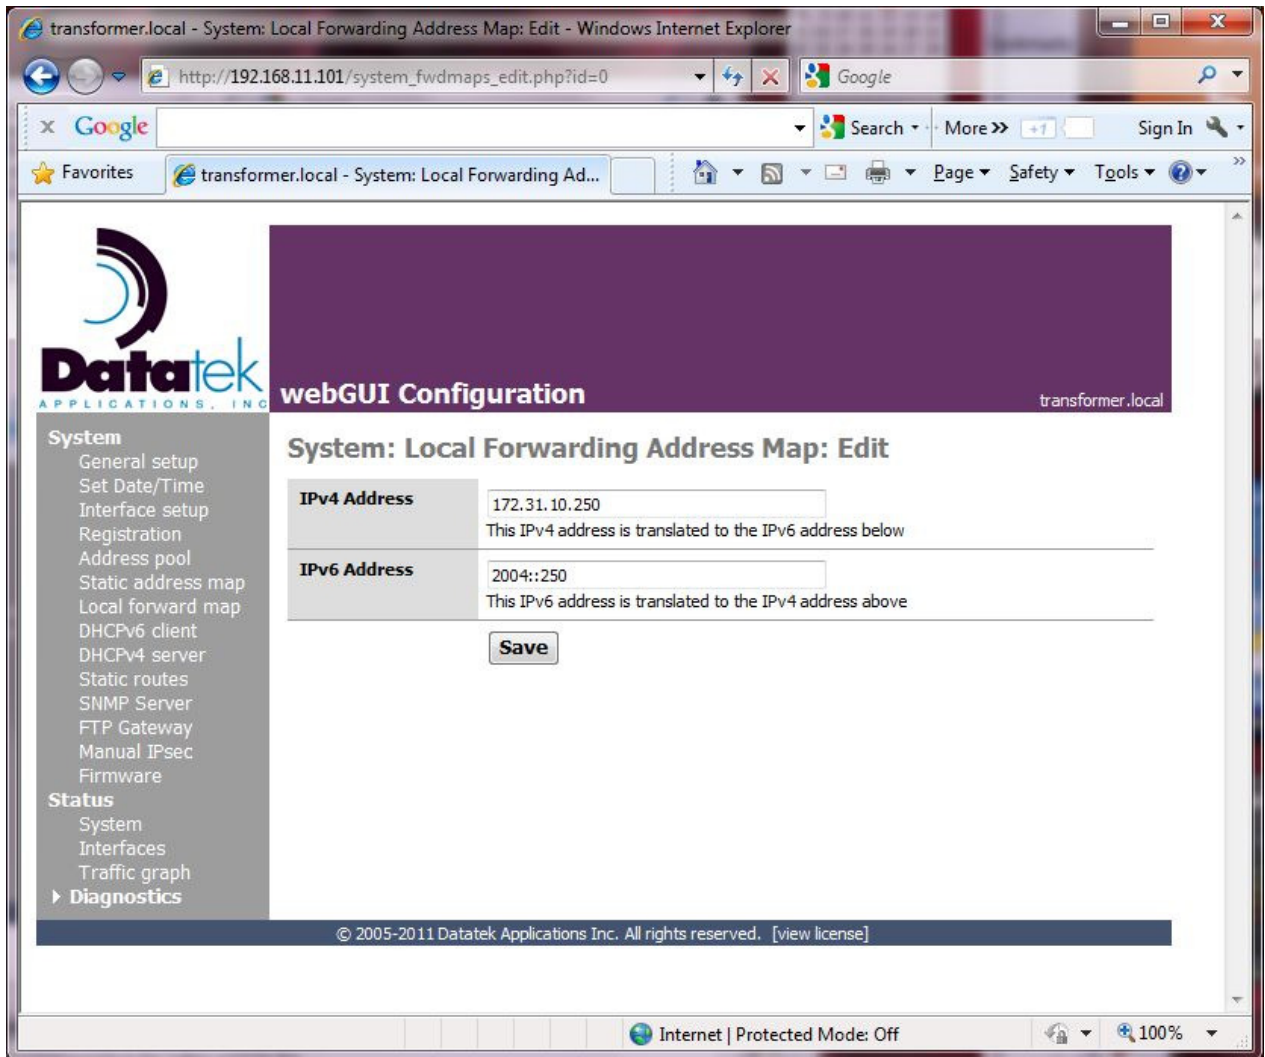 transformer.local - System: Local Forwarding Address Map: Edit - Windows Internet Explorer
http://192.168.11.101/system_fwdmaps_edit.php?id=0
Google
x Google
Search
More »
+1
Sign In
Favorites
transformer.local - System: Local Forwarding Ad...
Page
Safety
Tools
»
Datatek
APPLICATIONS, INC
webGUI Configuration
transformer.local
System
General setup
Set Date/Time
Interface setup
Registration
Address pool
Static address map
Local forward map
DHCPv6 client
DHCPv4 server
Static routes
SNMP Server
FTP Gateway
Manual IPsec
Firmware
Status
System
Interfaces
Traffic graph
Diagnostics
System: Local Forwarding Address Map: Edit
IPv4 Address
172.31.10.250
This IPv4 address is translated to the IPv6 address below
IPv6 Address
2004::250
This IPv6 address is translated to the IPv4 address above
Save
© 2005-2011 Datatek Applications Inc. All rights reserved. [view license]
Internet | Protected Mode: Off
100%